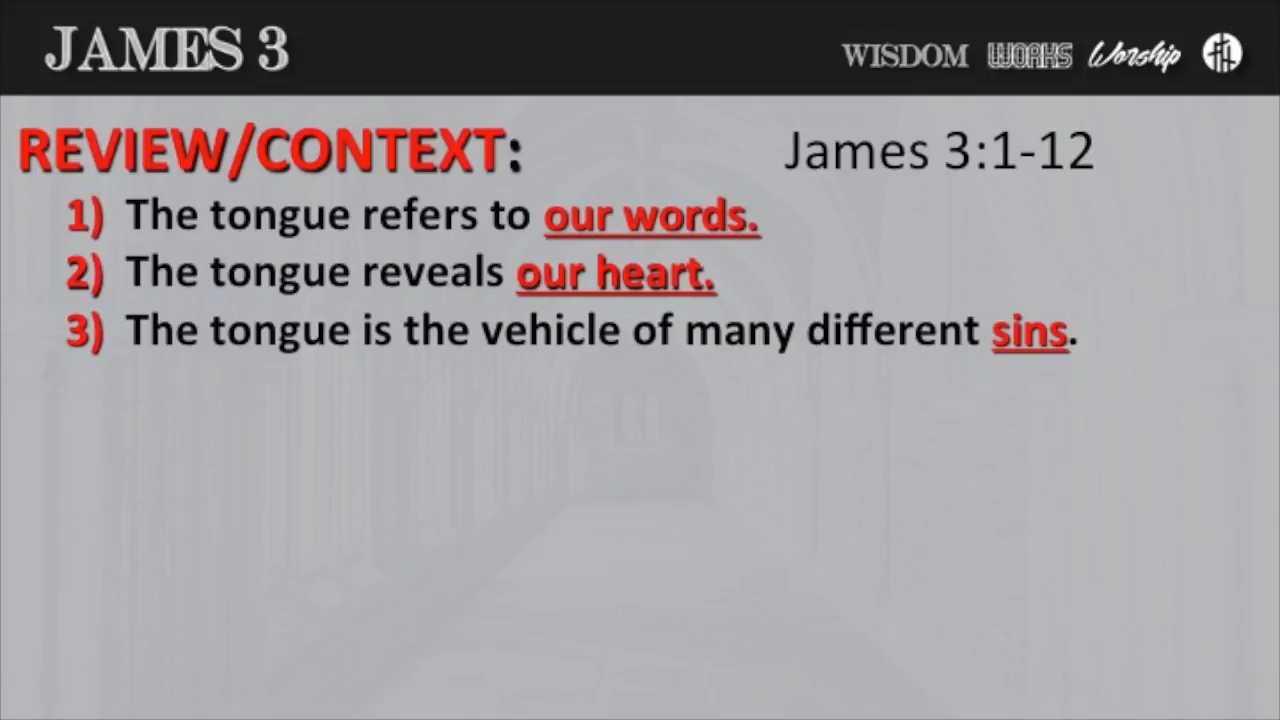 JAMES 3
WISDOM WORKS Worship
REVIEW/CONTEXT: James 3:1-12
1) The tongue refers to our words.
2) The tongue reveals our heart.
3) The tongue is the vehicle of many different sins.